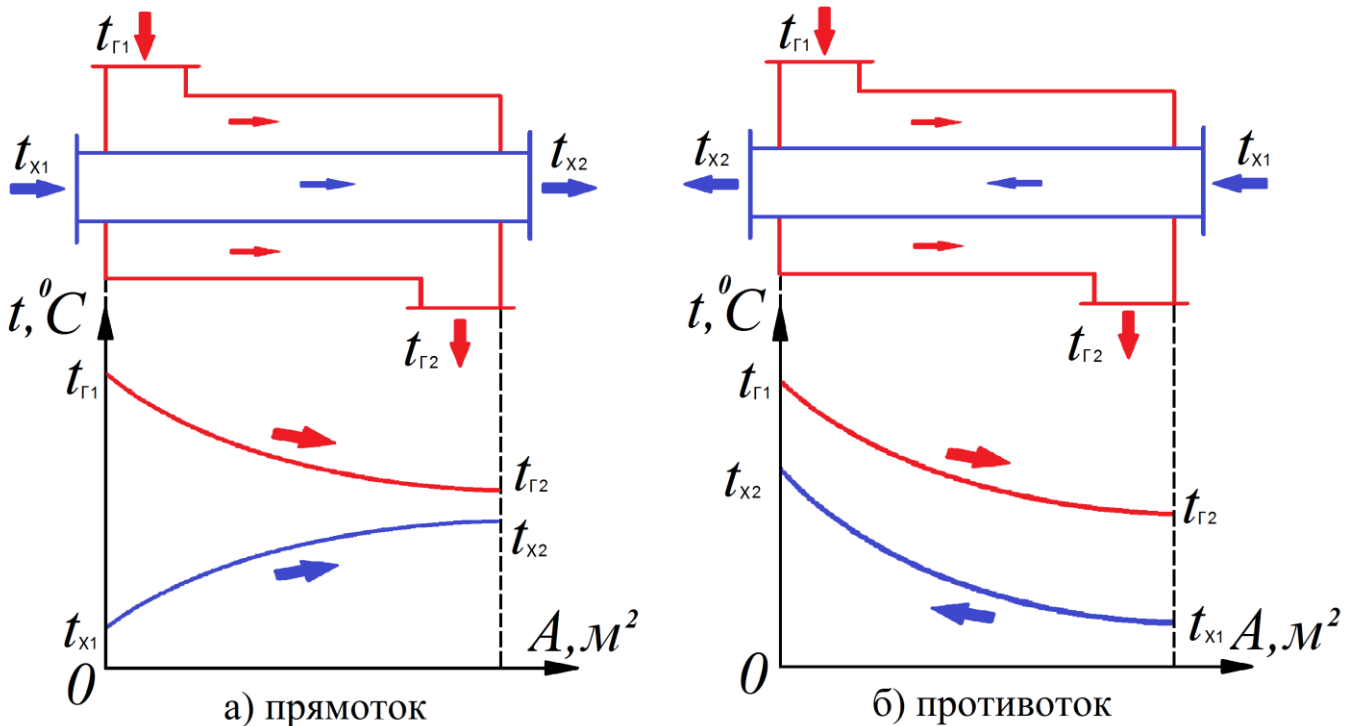 tГ1
tХ1
tХ2
tГ2
t,⁰C
tГ1
tГ2
tХ2
tХ1
0
A,м²
а) прямоток
tГ1
tХ2
tХ1
tГ2
t,⁰C
tГ1
tХ2
tГ2
tХ1
A,м²
0
б) противоток